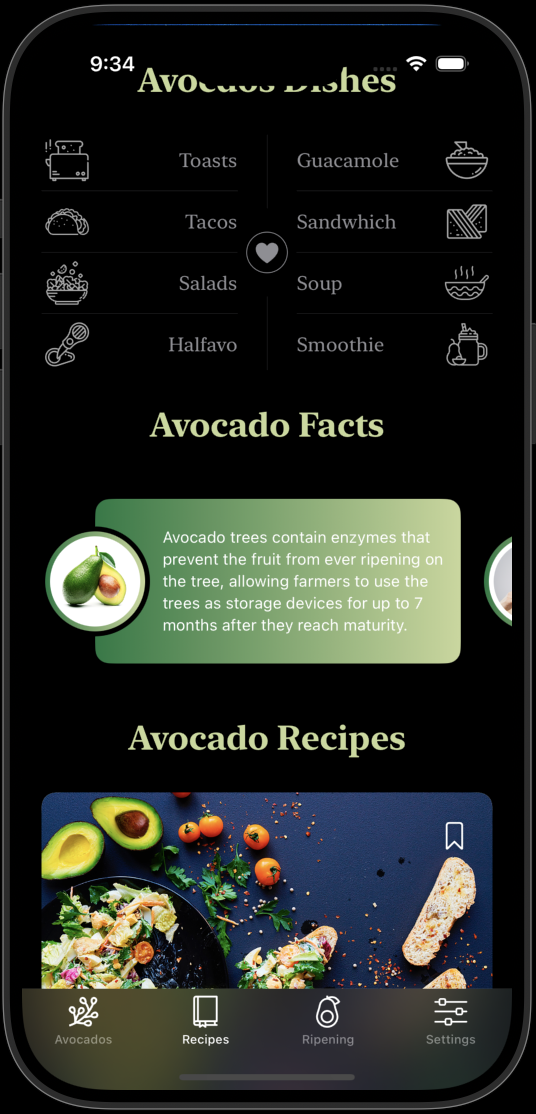 9:34
Avocados Dishes
Toasts
Guacamole
Tacos
Sandwhich
Salads
Soup
Halfavo
Smoothie
Avocado Facts
Avocado trees contain enzymes that
prevent the fruit from ever ripening on
the tree, allowing farmers to use the
trees as storage devices for up to 7
months after they reach maturity.
Avocado Recipes
Avocados
Recipes
Ripening
Settings